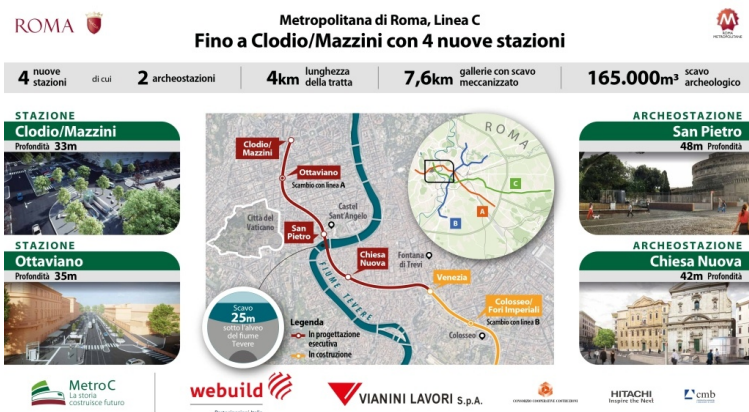 ROMA
Metropolitana di Roma, Linea C
Fino a Clodio/Mazzini con 4 nuove stazioni
ROMA
METROPOLITANE
4 nuove stazioni
di cui
2 archeostazioni
4km lunghezza della tratta
7,6km gallerie con scavo meccanizzato
165.000m³ scavo archeologico
STAZIONE
Clodio/Mazzini
Profondità 33m
STAZIONE
Ottaviano
Profondità 35m
Clodio/
Mazzini
Ottaviano
Scambio con linea A
Città del
Vaticano
Castel
Sant'Angelo
San
Pietro
Chiesa
Nuova
Fontana
di Trevi
Venezia
FIUME TEVERE
Colosseo/
Fori Imperiali
Scambio con linea B
Colosseo
ROMA
C
A
B
Scavo
25m
sotto l'alveo
del fiume
Tevere
Legenda
In progettazione
esecutiva
In costruzione
ARCHEOSTAZIONE
San Pietro
48m Profondità
ARCHEOSTAZIONE
Chiesa Nuova
42m Profondità
MetroC
La storia
costruisce futuro
webuild
VIANINI LAVORI S.p.A.
CONSORZIO COOPERATIVE COSTRUZIONI
HITACHI
Inspire the Next
cmb